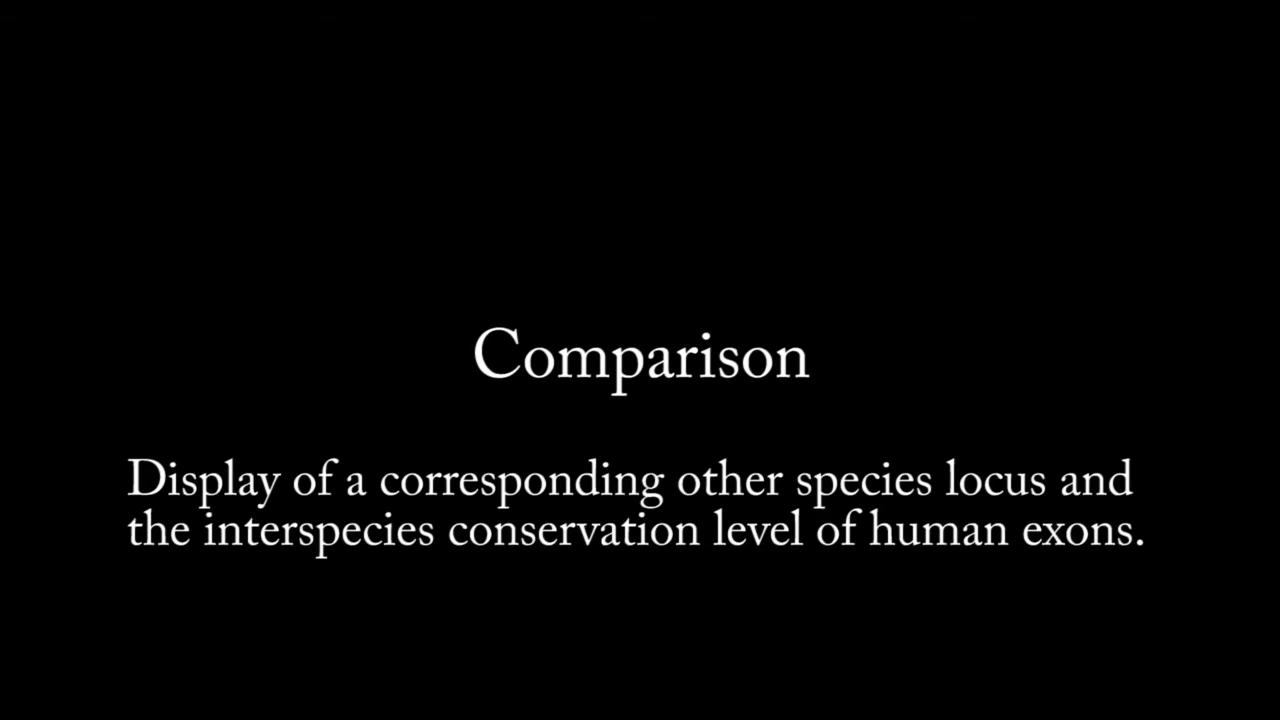 Comparison
Display of a corresponding other species locus and
the interspecies conservation level of human exons.